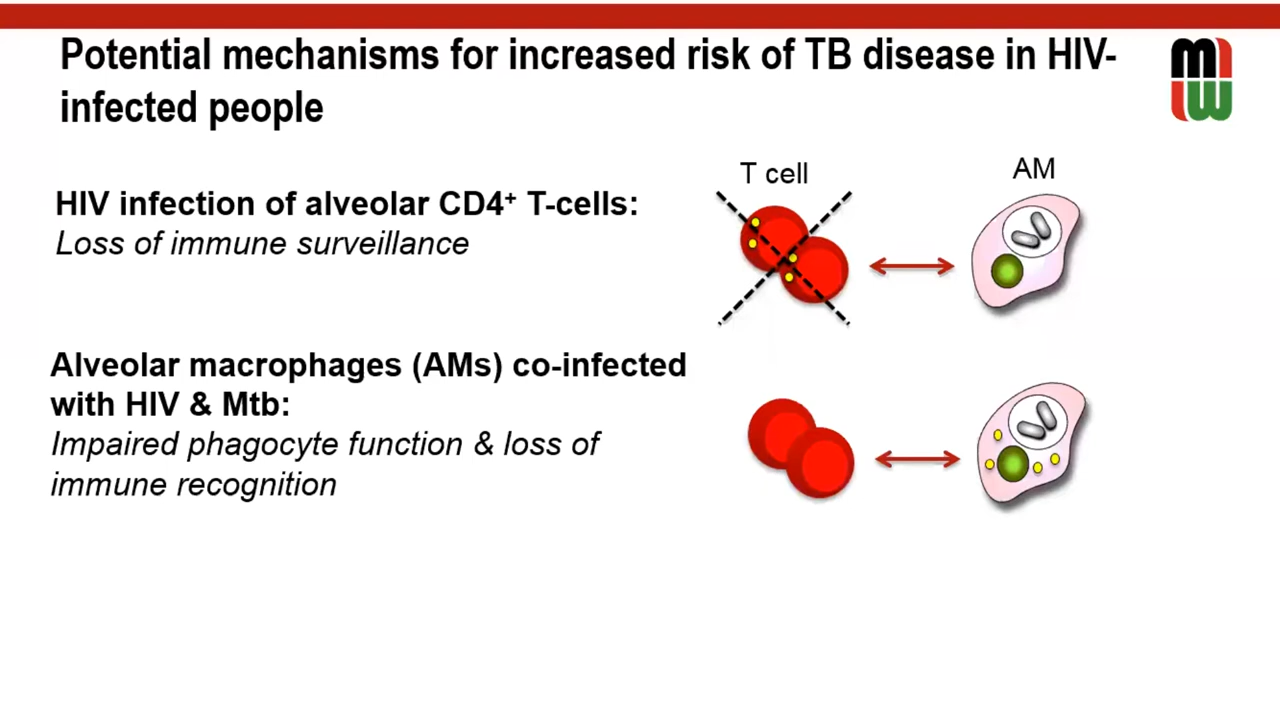 Potential mechanisms for increased risk of TB disease in HIV-
infected people
T cell
AM
HIV infection of alveolar CD4⁺ T-cells:
Loss of immune surveillance
Alveolar macrophages (AMs) co-infected
with HIV & Mtb:
Impaired phagocyte function & loss of
immune recognition